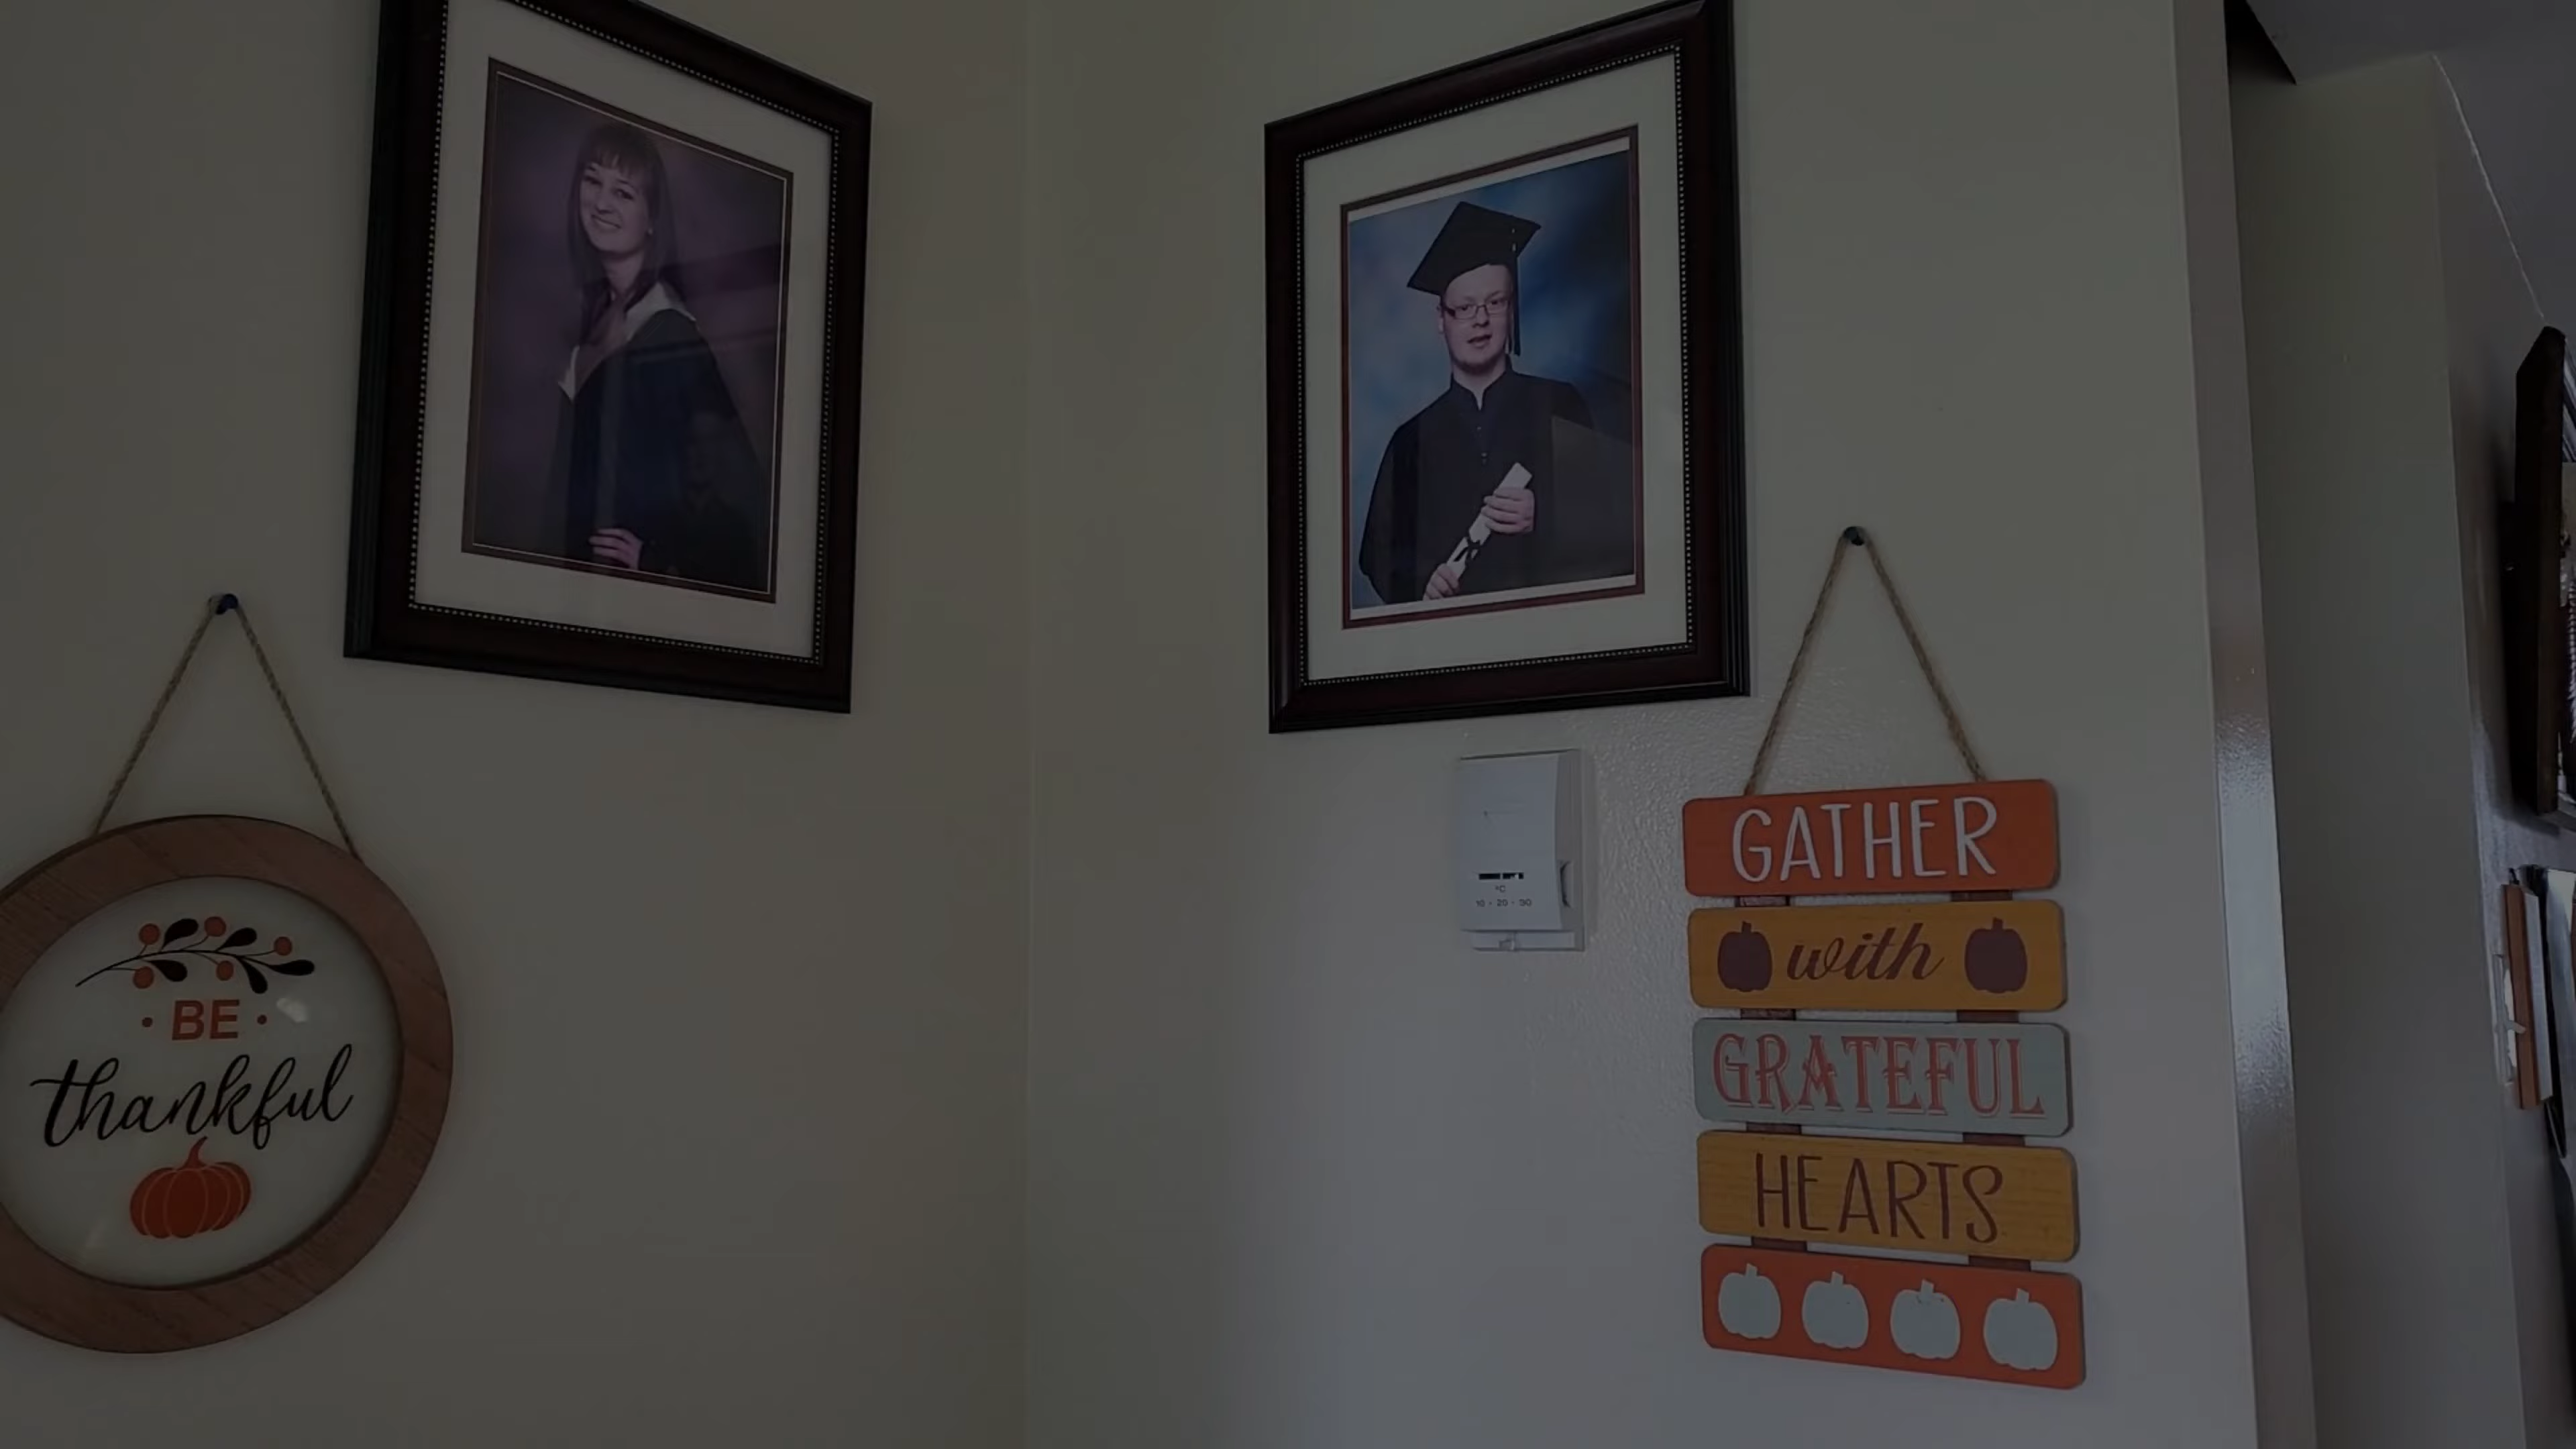 · BE ·
thankful
°C
10 · 20 · 30
GATHER
with
GRATEFUL
HEARTS